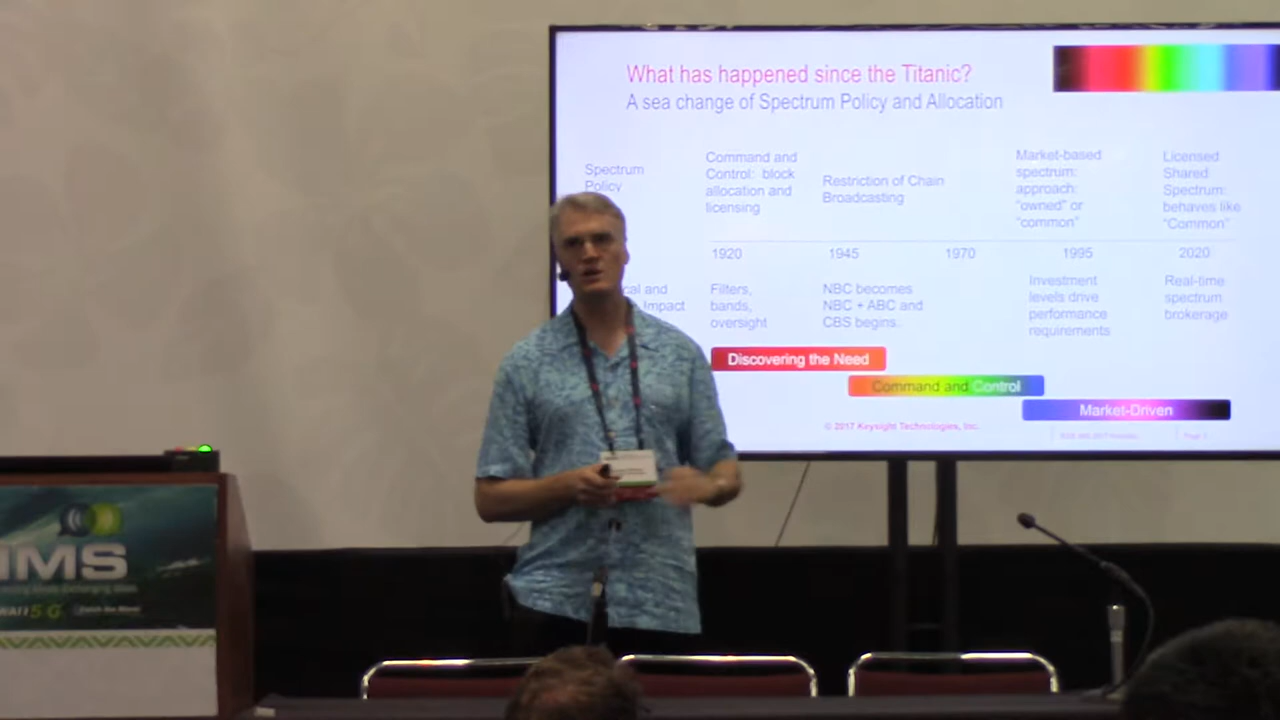 What has happened since the Titanic?
A sea change of Spectrum Policy and Allocation
Spectrum
Policy
Command and
Control: block
allocation and
licensing
Restriction of Chain
Broadcasting
Market-based
spectrum:
approach:
"owned" or
"common"
Licensed
Shared
Spectrum:
behaves like
"Common"
1920
1945
1970
1995
2020
cal and
Impact
Filters,
bands,
oversight
NBC becomes
NBC + ABC and
CBS begins.
Investment
levels drive
performance
requirements
Real-time
spectrum
brokerage
Discovering the Need
Command and Control
Market-Driven
© 2017 Keysight Technologies, Inc.
Page
IMS
5G